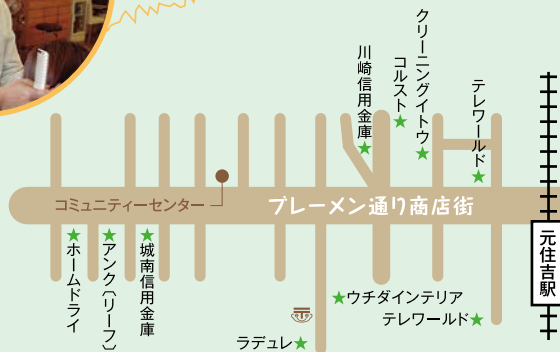 クリーニングイトウ
コルスト
川崎信用金庫
テレワールド
コミュニティーセンター
ブレーメン通り商店街
元住吉駅
ホームドライ
アンク(リーフ)
城南信用金庫
ウチダインテリア
テレワールド
ラデュレ